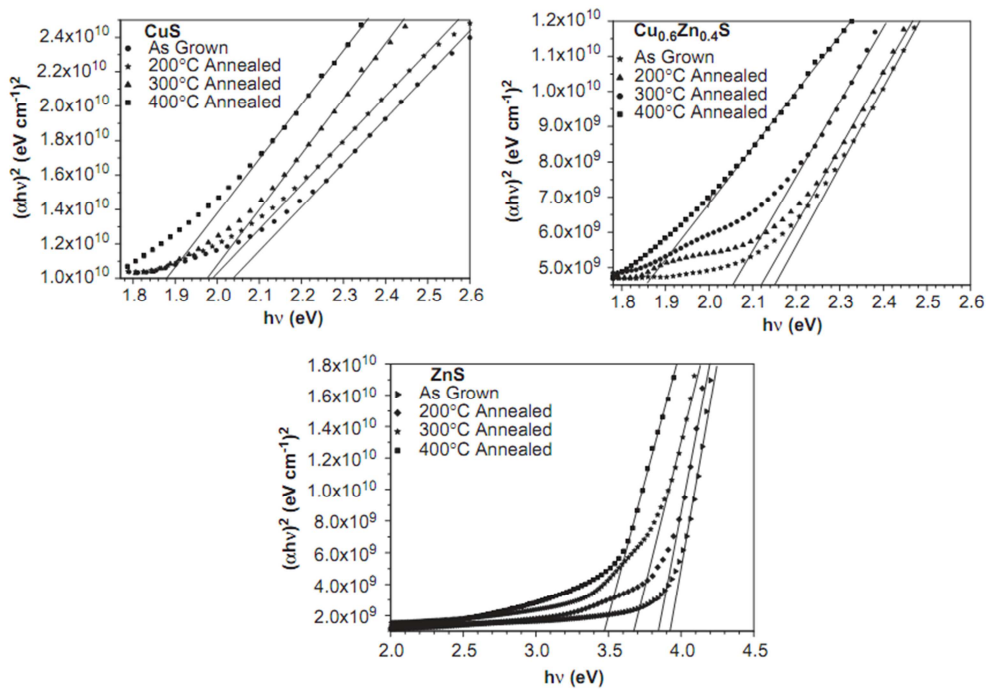 CuS
As Grown
200°C Annealed
300°C Annealed
400°C Annealed
2.4x10¹⁰
2.2x10¹⁰
2.0x10¹⁰
1.8x10¹⁰
1.6x10¹⁰
1.4x10¹⁰
1.2x10¹⁰
1.0x10¹⁰
(αhν)² (eV cm⁻¹)²
1.8 1.9 2.0 2.1 2.2 2.3 2.4 2.5 2.6
hν (eV)
Cu₀.₆Zn₀.₄S
As Grown
200°C Annealed
300°C Annealed
400°C Annealed
1.2x10¹⁰
1.1x10¹⁰
1.0x10¹⁰
9.0x10⁹
8.0x10⁹
7.0x10⁹
6.0x10⁹
5.0x10⁹
(αhν)² (eV cm⁻¹)²
1.8 1.9 2.0 2.1 2.2 2.3 2.4 2.5 2.6
hν (eV)
ZnS
As Grown
200°C Annealed
300°C Annealed
400°C Annealed
1.8x10¹⁰
1.6x10¹⁰
1.4x10¹⁰
1.2x10¹⁰
1.0x10¹⁰
8.0x10⁹
6.0x10⁹
4.0x10⁹
2.0x10⁹
(αhν)² (eV cm⁻¹)²
2.0 2.5 3.0 3.5 4.0 4.5
hν (eV)